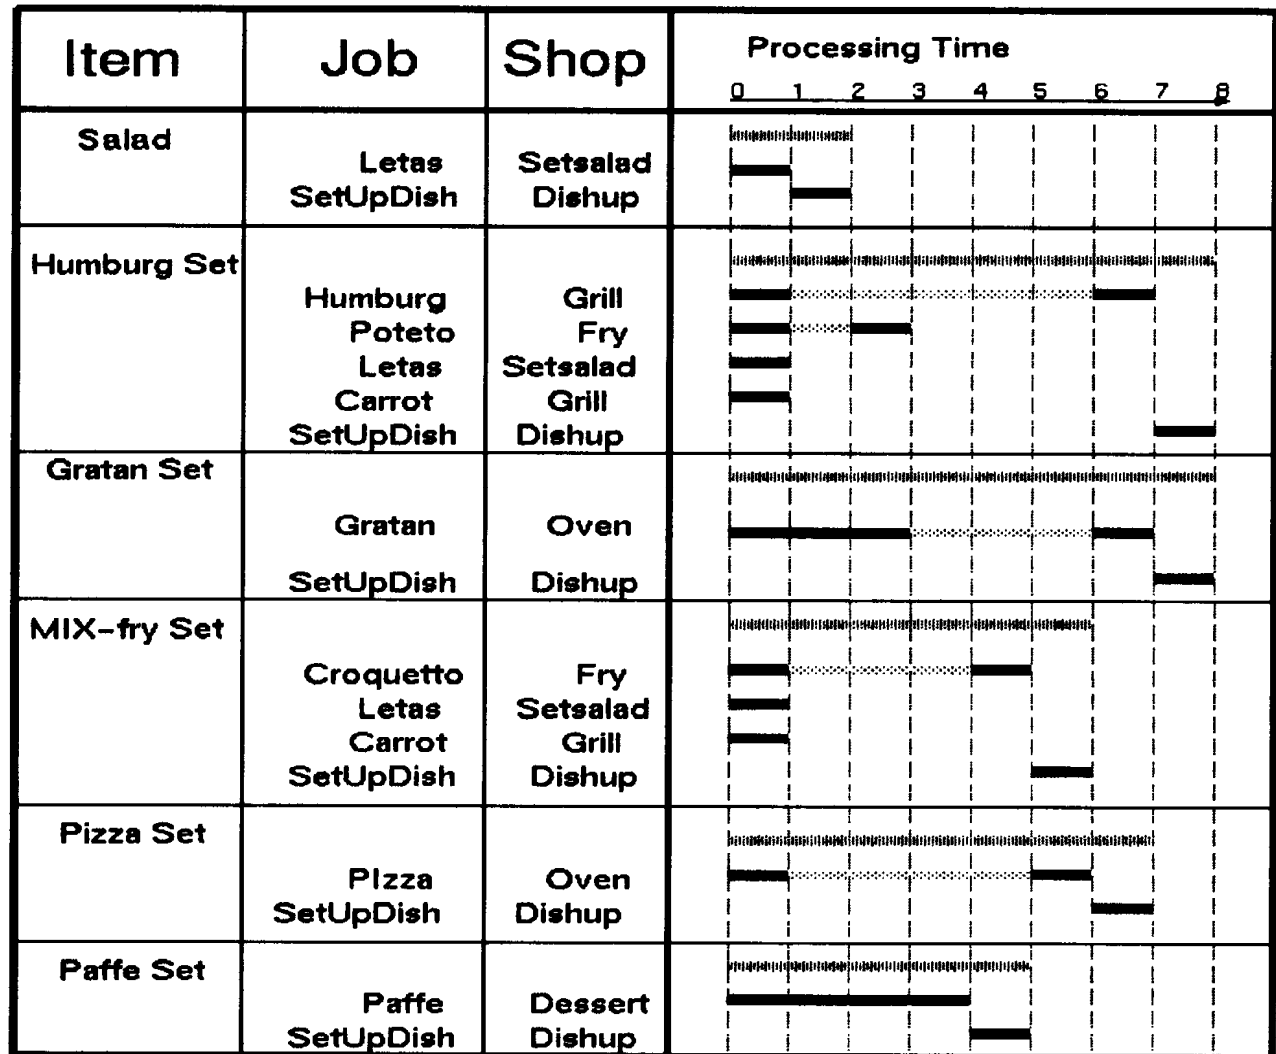 Item Job Shop Processing Time
0 1 2 3 4 5 6 7 8
Salad
Letas Setsalad
SetUpDish Dishup
Humburg Set
Humburg Grill
Poteto Fry
Letas Setsalad
Carrot Grill
SetUpDish Dishup
Gratan Set
Gratan Oven
SetUpDish Dishup
MIX-fry Set
Croquetto Fry
Letas Setsalad
Carrot Grill
SetUpDish Dishup
Pizza Set
PIzza Oven
SetUpDish Dishup
Paffe Set
Paffe Dessert
SetUpDish Dishup